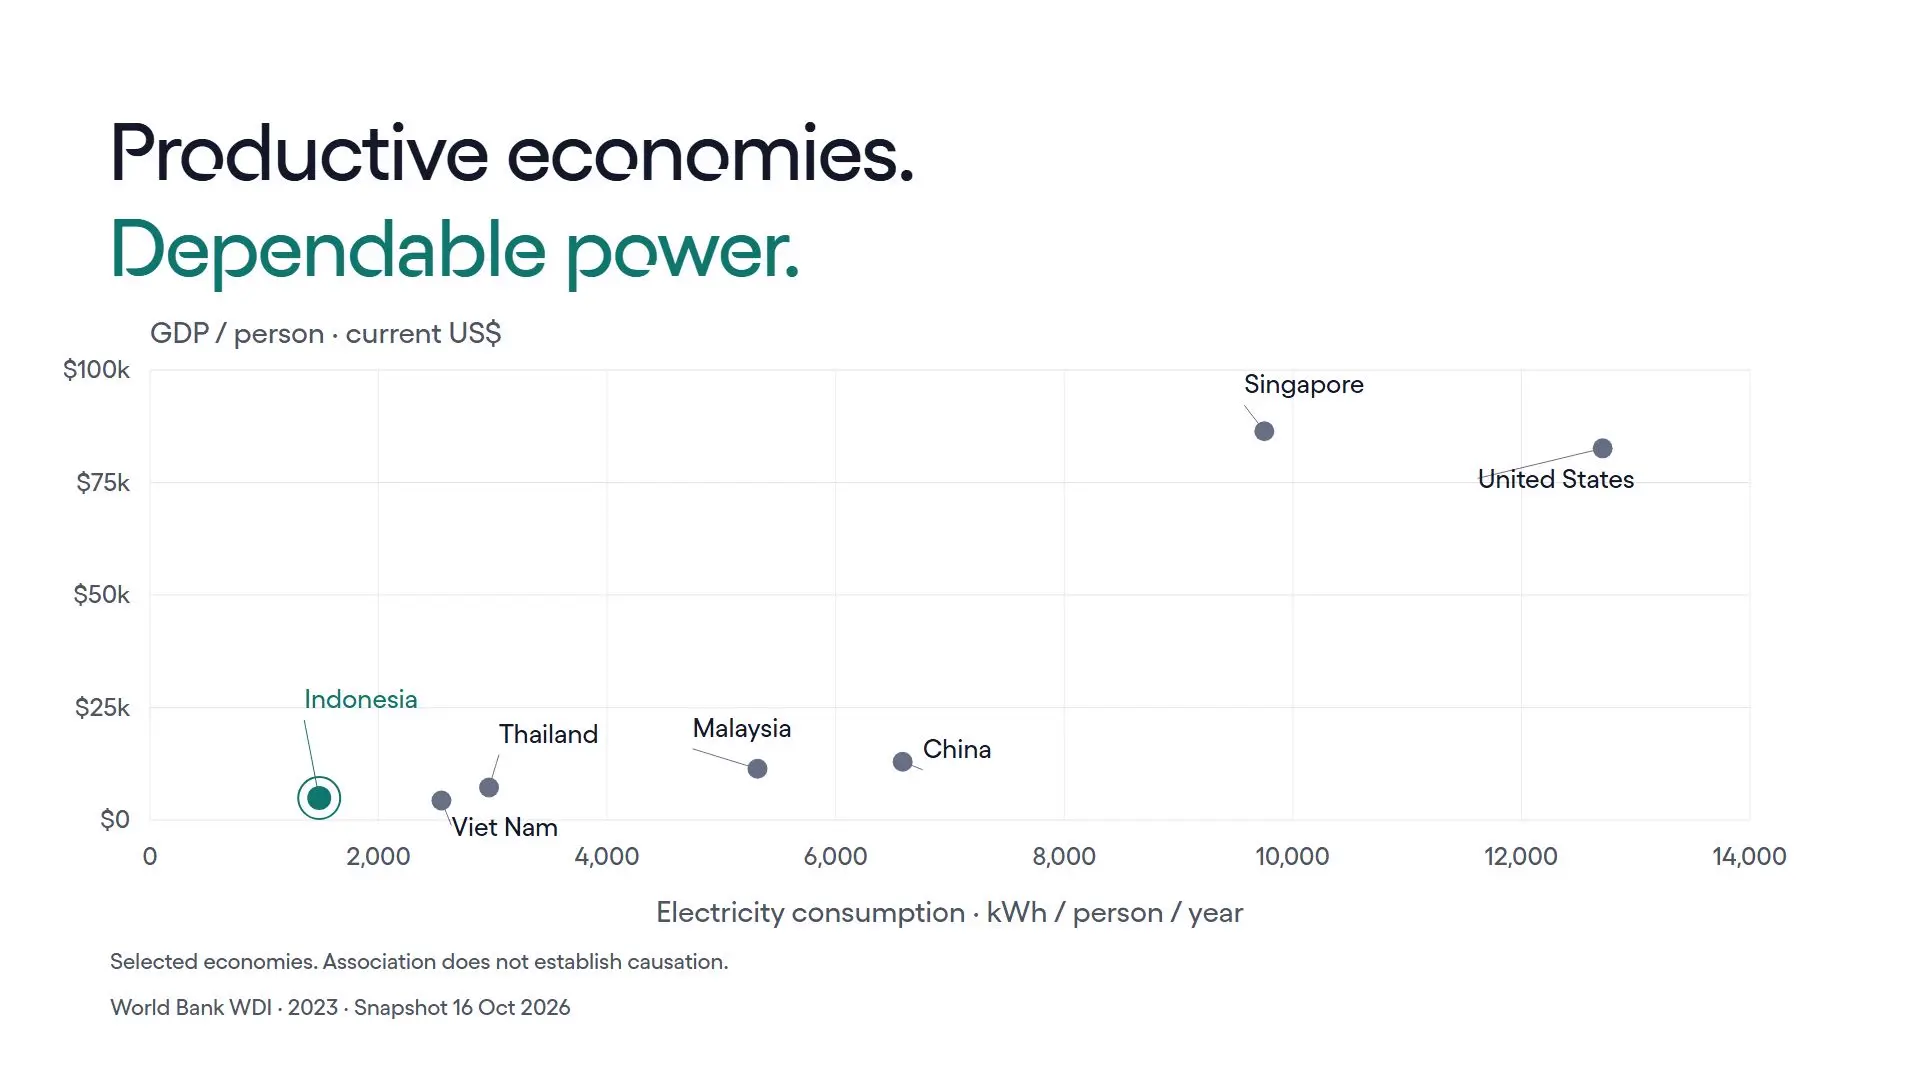 Productive economies.
Dependable power.
GDP / person · current US$
$100k
Singapore
United States
$75k
$50k
Indonesia
$25k
Thailand
Malaysia
China
$0
Viet Nam
0 2,000 4,000 6,000 8,000 10,000 12,000 14,000
Electricity consumption · kWh / person / year
Selected economies. Association does not establish causation.
World Bank WDI · 2023 · Snapshot 16 Oct 2026